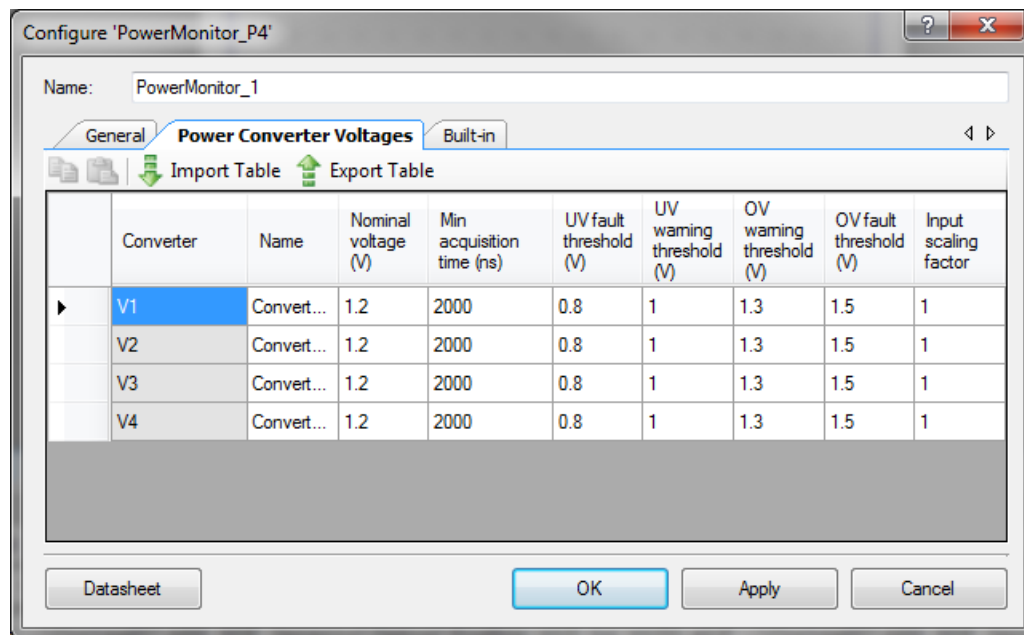 Configure 'PowerMonitor_P4'
Name: PowerMonitor_1
General Power Converter Voltages Built-in
Import Table Export Table
Converter Name Nominal voltage (V) Min acquisition time (ns) UV fault threshold (V) UV warning threshold (V) OV warning threshold (V) OV fault threshold (V) Input scaling factor
V1 Convert... 1.2 2000 0.8 1 1.3 1.5 1
V2 Convert... 1.2 2000 0.8 1 1.3 1.5 1
V3 Convert... 1.2 2000 0.8 1 1.3 1.5 1
V4 Convert... 1.2 2000 0.8 1 1.3 1.5 1
Datasheet OK Apply Cancel